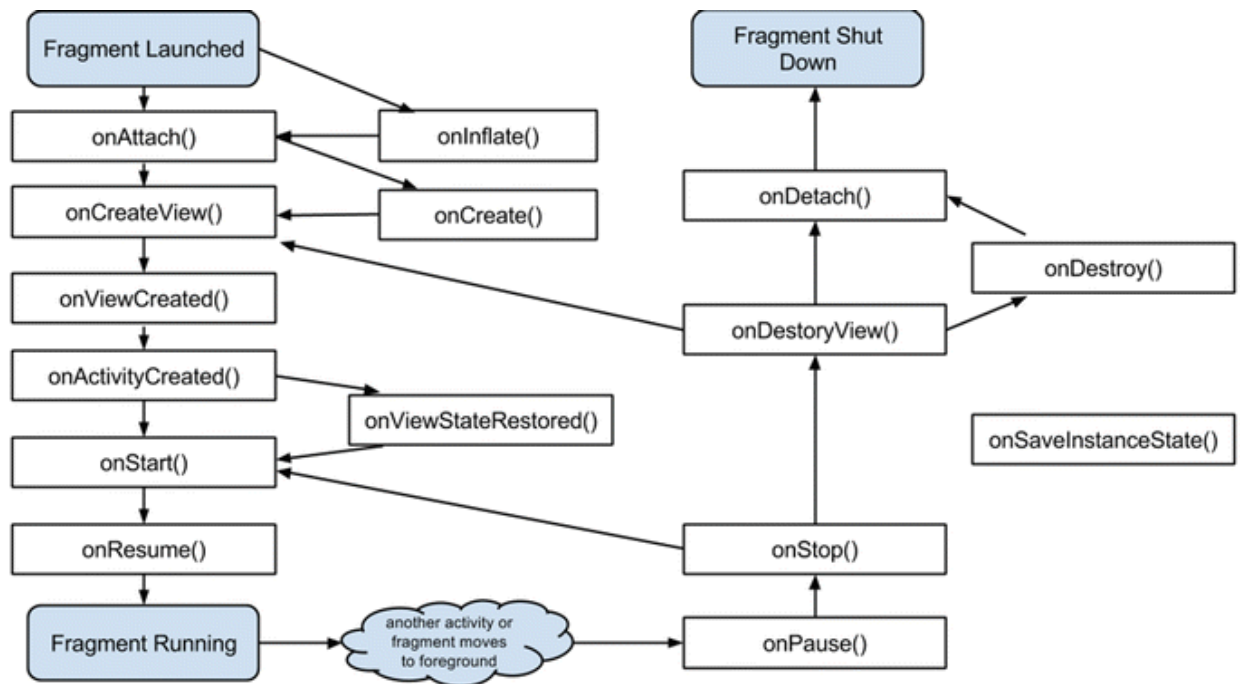 Fragment Launched
onAttach()
onInflate()
onCreateView()
onCreate()
onViewCreated()
onActivityCreated()
onViewStateRestored()
onStart()
onResume()
Fragment Running
another activity or
fragment moves
to foreground
Fragment Shut
Down
onDetach()
onDestroy()
onDestoryView()
onSaveInstanceState()
onStop()
onPause()